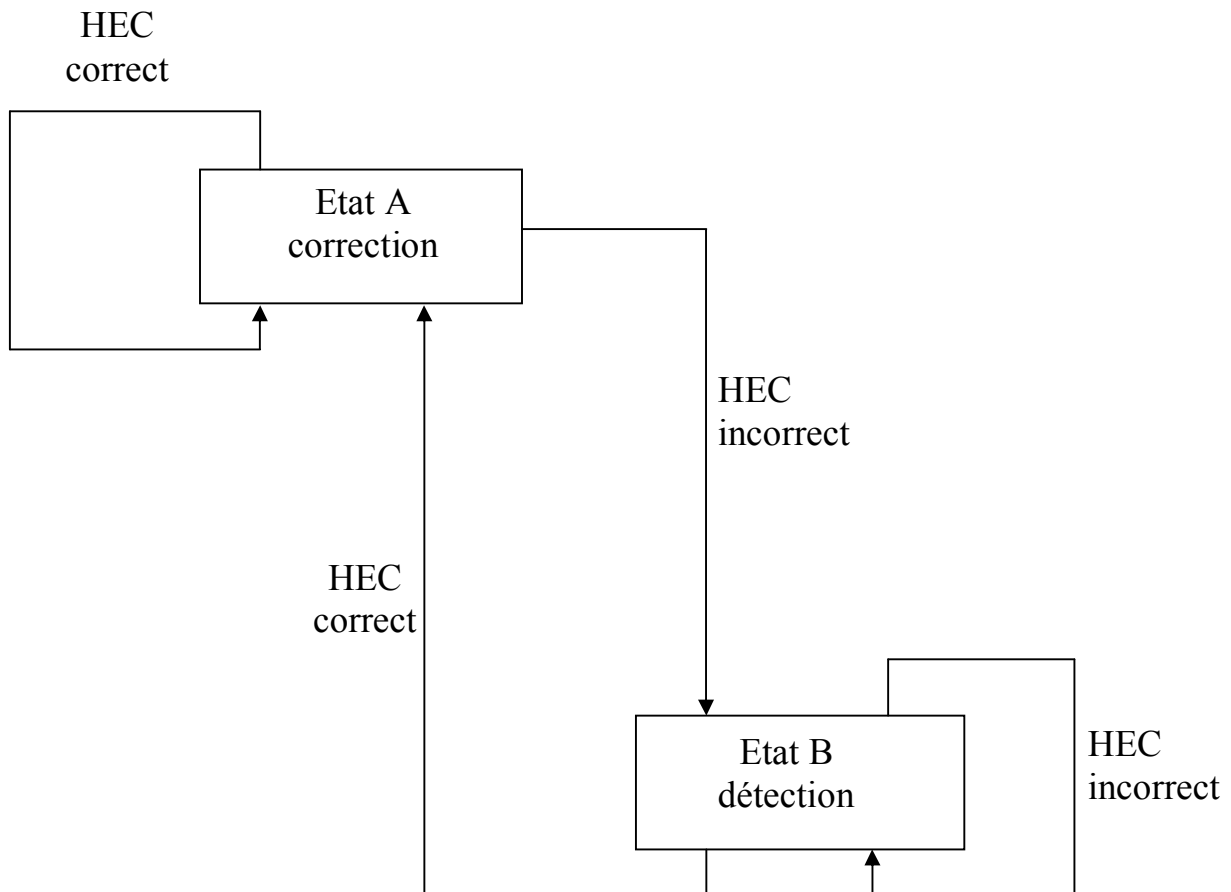 HEC
correct
Etat A
correction
HEC
incorrect
HEC
correct
Etat B
détection
HEC
incorrect